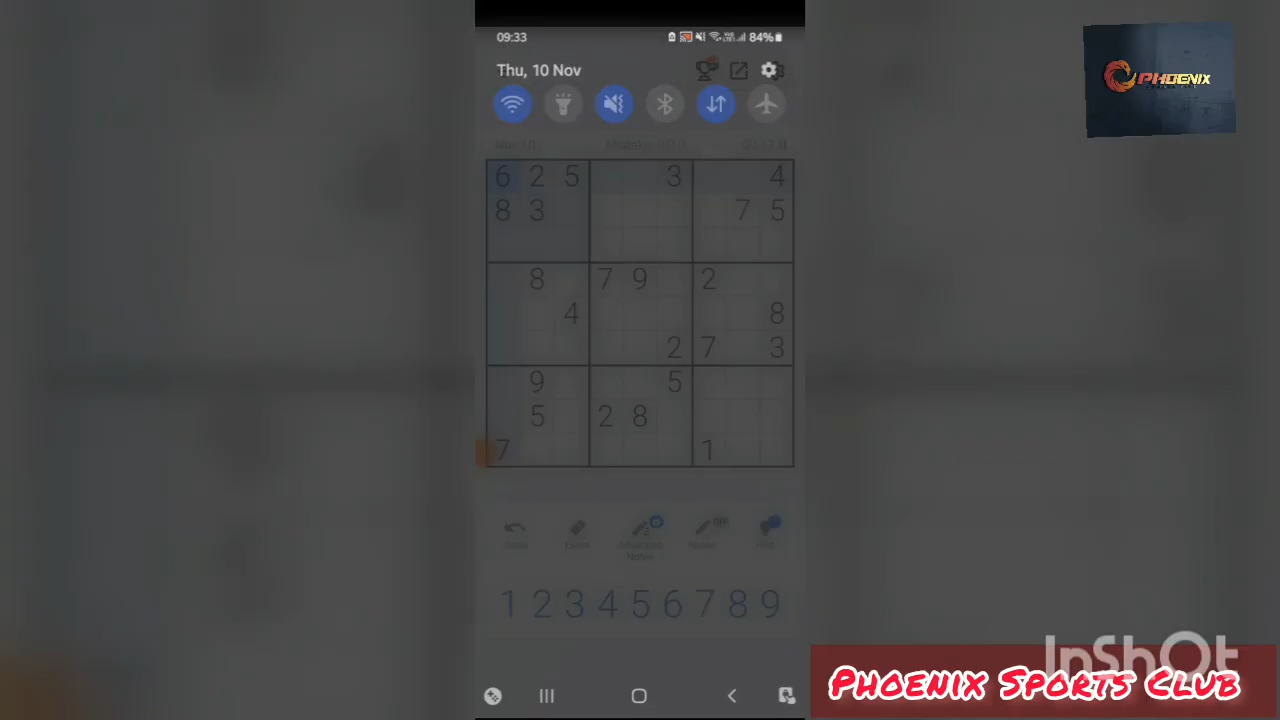 09:33 84%
Thu, 10 Nov
PHOENIX
6 2 5 3 4
8 3 7 5
8 7 9 2
4 8
2 7 3
9 5
5 2 8
7 1
OFF
Notes
1 2 3 4 5 6 7 8 9
InShOt
PHOENIX SPORTS CLUB